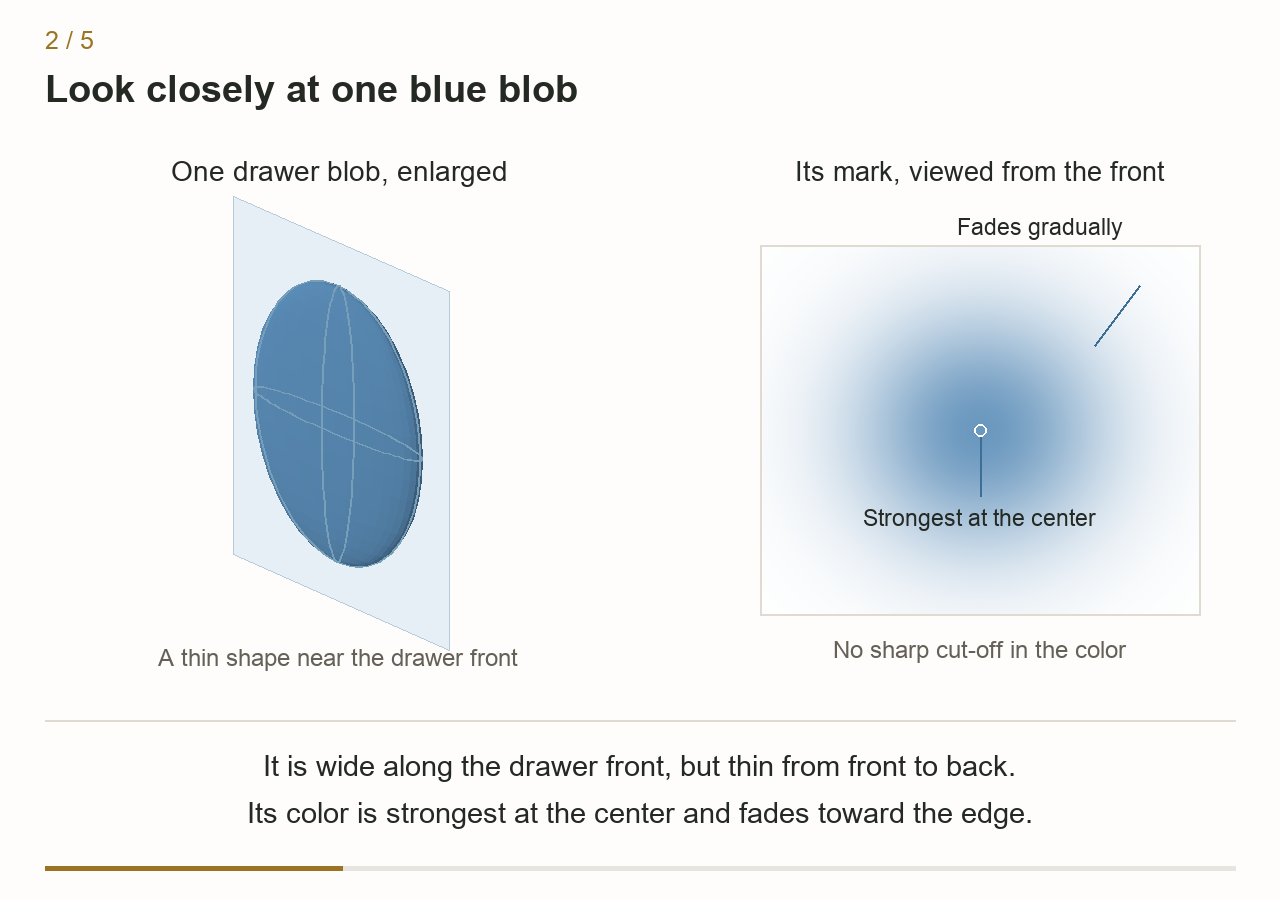 2 / 5
Look closely at one blue blob
One drawer blob, enlarged
Its mark, viewed from the front
Fades gradually
Strongest at the center
A thin shape near the drawer front
No sharp cut-off in the color
It is wide along the drawer front, but thin from front to back.
Its color is strongest at the center and fades toward the edge.